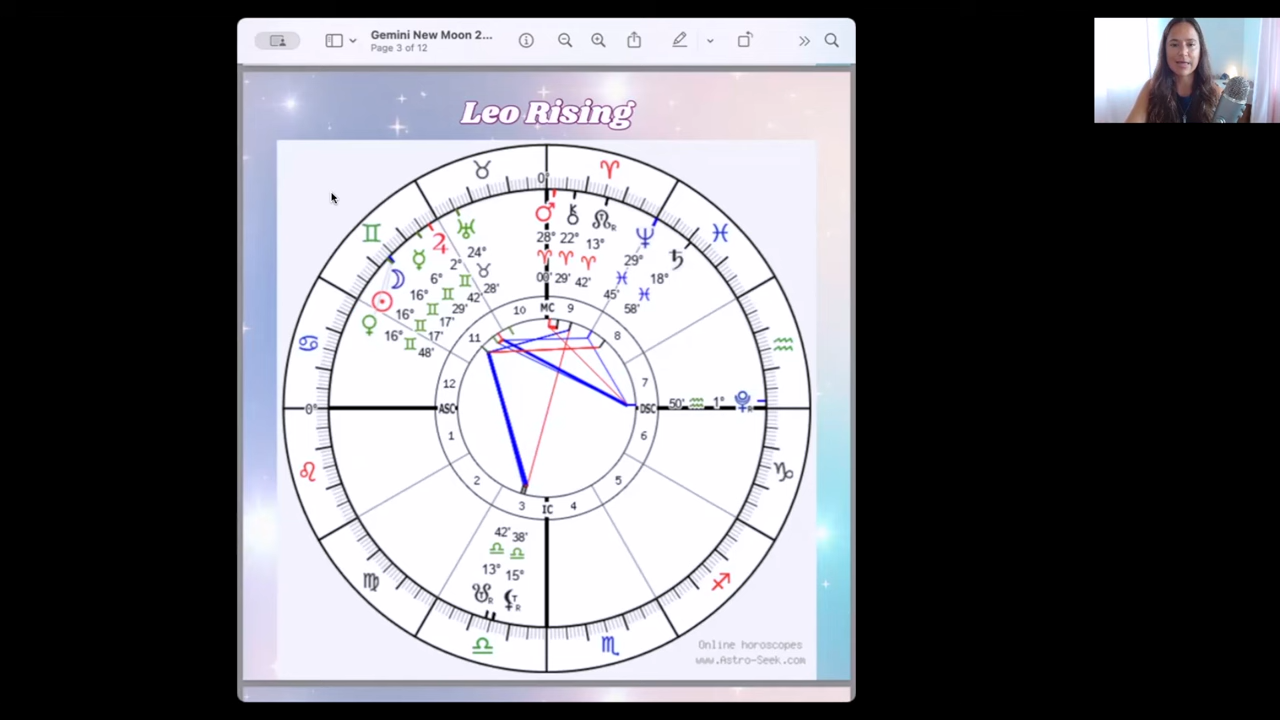 Gemini New Moon 2...
Page 3 of 12
Leo Rising
0°
28° 22° 13°
00' 29' 42'
29° 18°
45' 58'
24°
28'
2°
42'
6°
29'
16°
17'
16°
17'
16°
48'
10 MC 9
11 8
12 7
0° ASC DSC 50' 1° R
1 6
2 5
3 IC 4
42' 38'
13° 15°
R T R
Online horoscopes
www.Astro-Seek.com